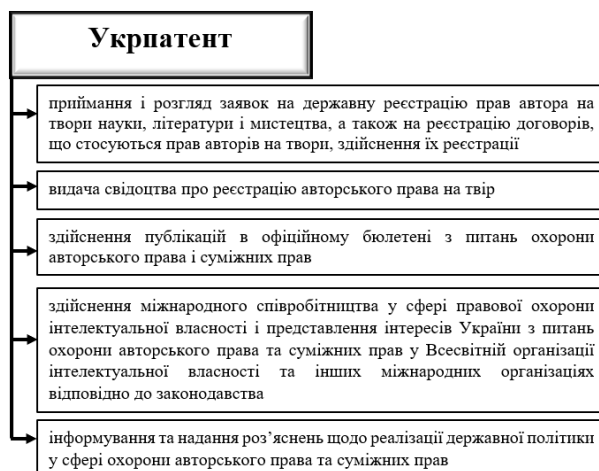 Укрпатент
приймання і розгляд заявок на державну реєстрацію прав автора на
твори науки, літератури і мистецтва, а також на реєстрацію договорів,
що стосуються прав авторів на твори, здійснення їх реєстрації
видача свідоцтва про реєстрацію авторського права на твір
здійснення публікацій в офіційному бюлетені з питань охорони
авторського права і суміжних прав
здійснення міжнародного співробітництва у сфері правової охорони
інтелектуальної власності і представлення інтересів України з питань
охорони авторського права та суміжних прав у Всесвітній організації
інтелектуальної власності та інших міжнародних організаціях
відповідно до законодавства
інформування та надання роз’яснень щодо реалізації державної політики
у сфері охорони авторського права та суміжних прав